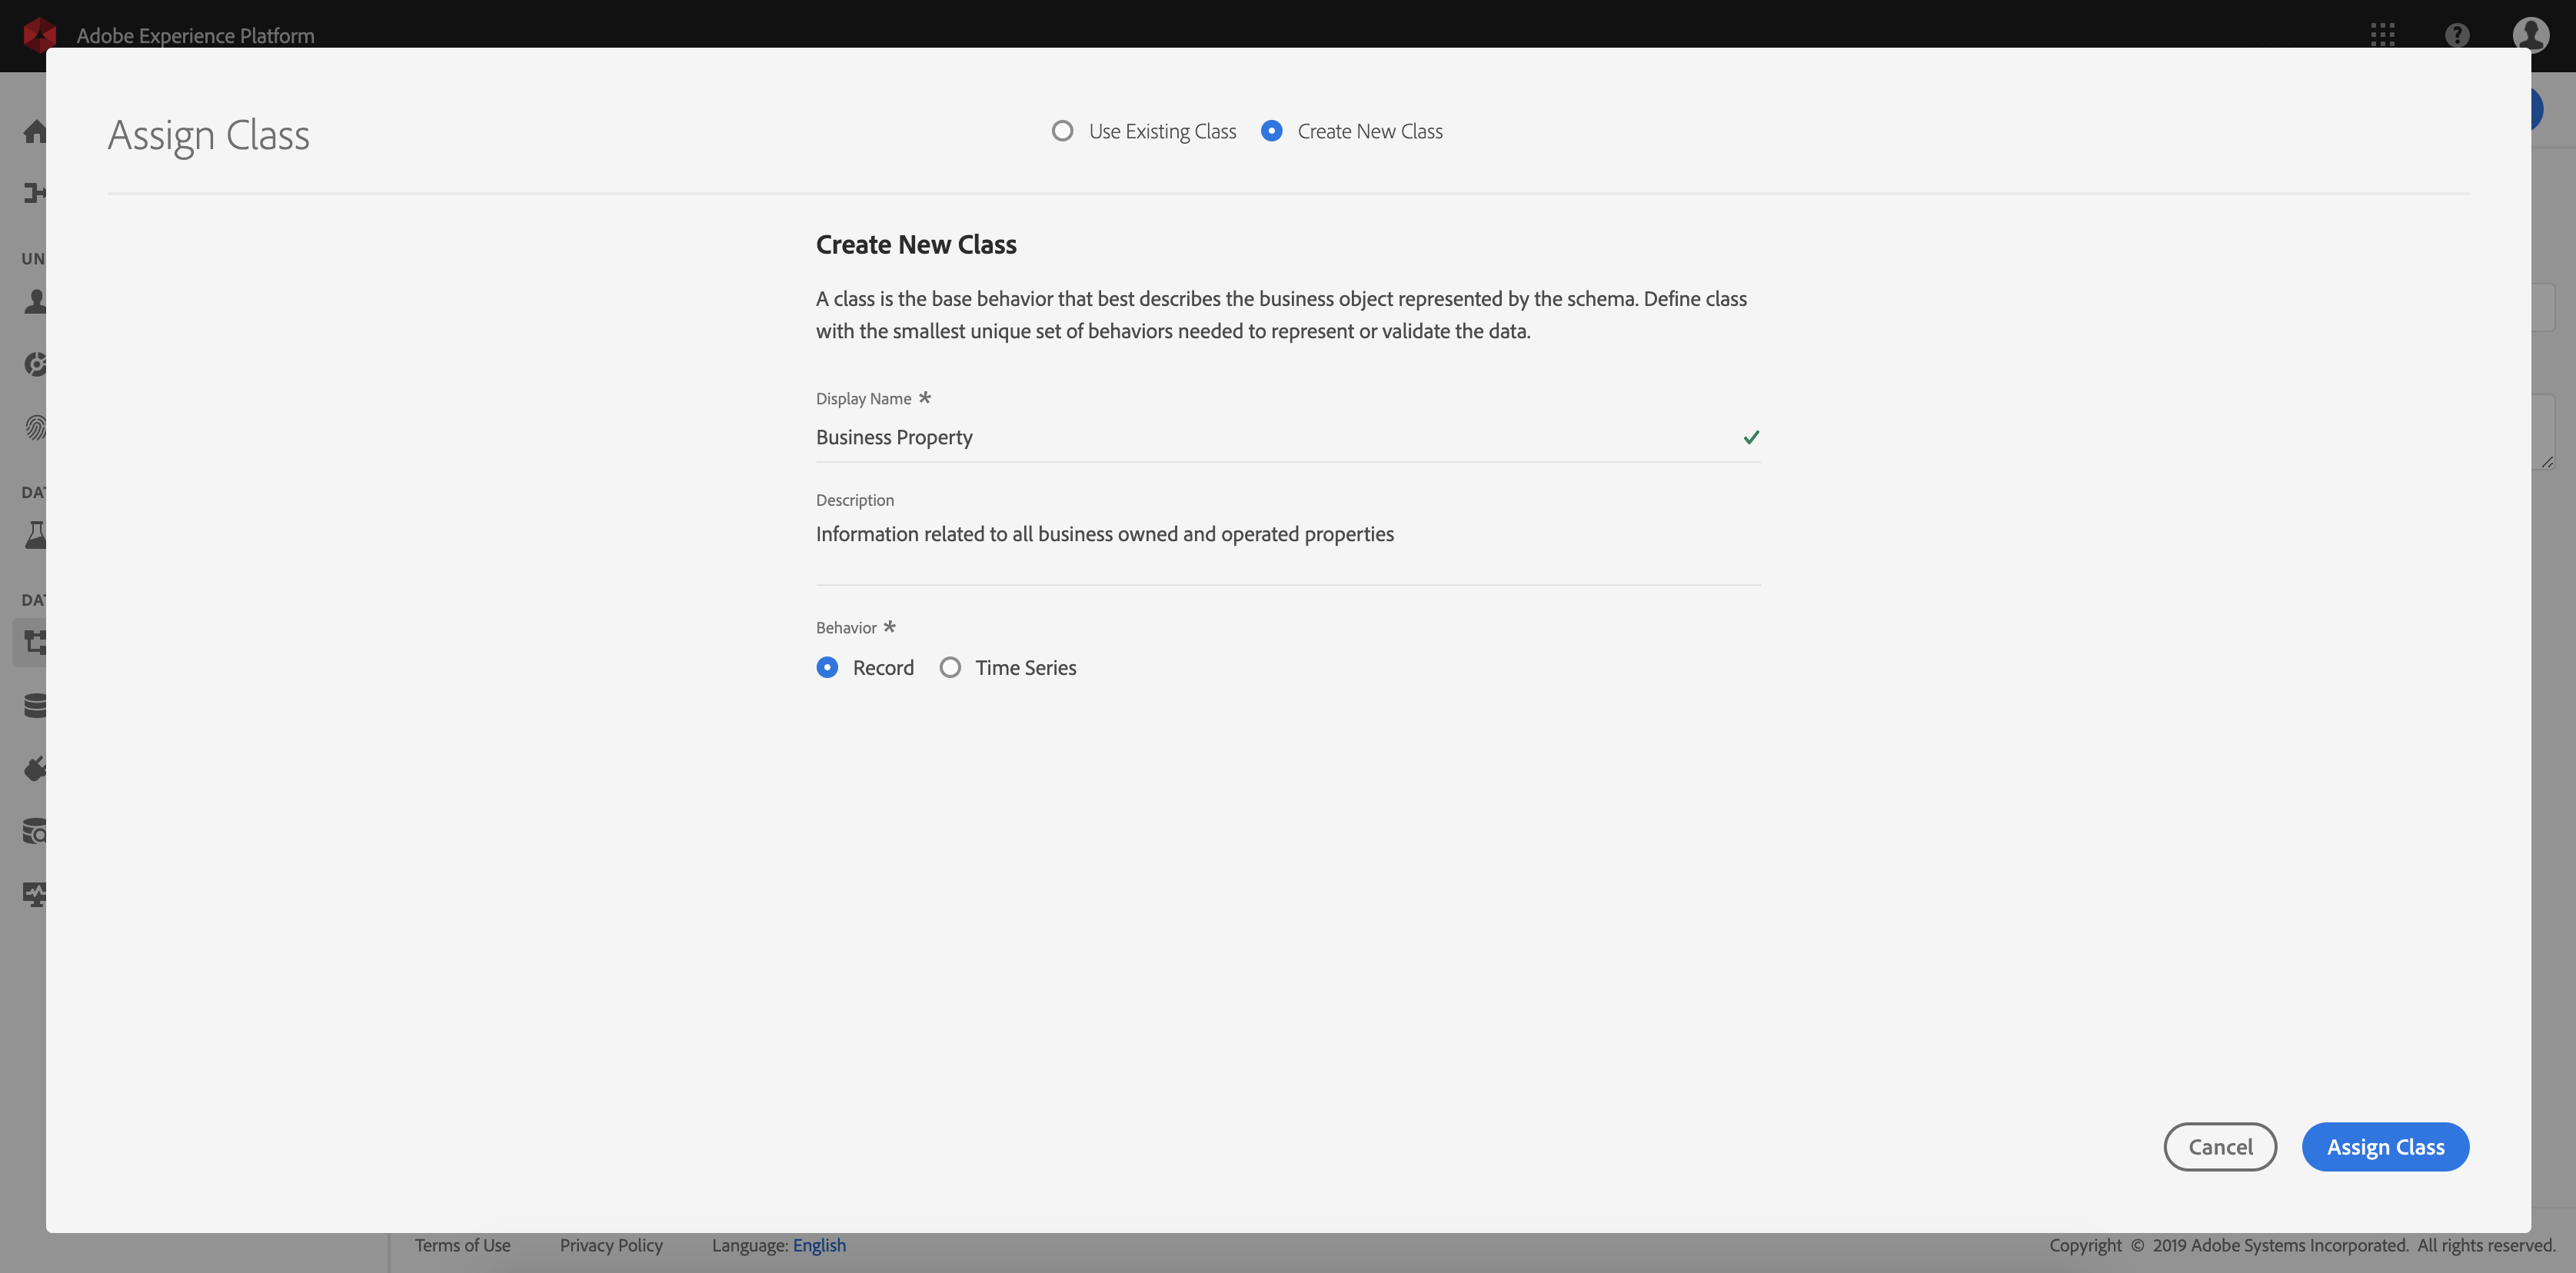 Adobe Experience Platform
Assign Class
Use Existing Class
Create New Class
Create New Class
A class is the base behavior that best describes the business object represented by the schema. Define class
with the smallest unique set of behaviors needed to represent or validate the data.
Display Name *
Business Property
Description
Information related to all business owned and operated properties
Behavior *
Record
Time Series
Cancel
Assign Class
UN
DAT
DAT
Terms of Use
Privacy Policy
Language: English
Copyright © 2019 Adobe Systems Incorporated. All rights reserved.